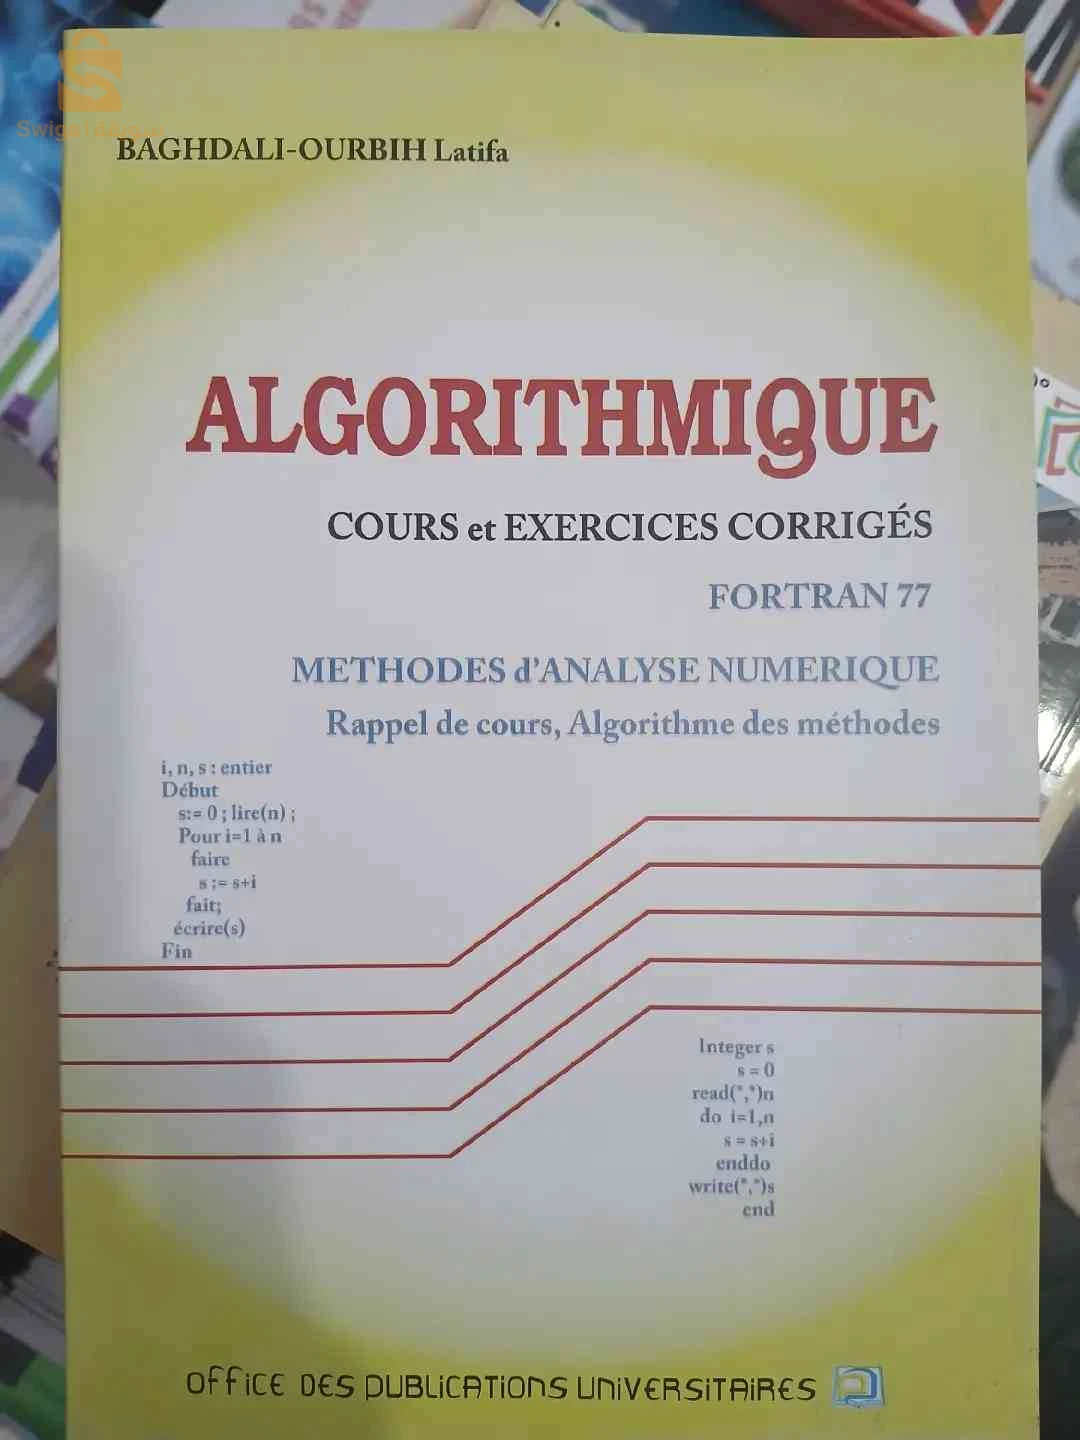 BAGHDALI-OURBIH Latifa
ALGORITHMIQUE
COURS et EXERCICES CORRIGÉS
FORTRAN 77
METHODES d'ANALYSE NUMERIQUE
Rappel de cours, Algorithme des méthodes
i, n, s : entier
Début
s:= 0 ; lire(n) ;
Pour i=1 à n
faire
s := s+i
fait;
écrire(s)
Fin
Integer s
s = 0
read(*,*)n
do i=1,n
s = s+i
enddo
write(*,*)s
end
OFFICE DES PUBLICATIONS UNIVERSITAIRES